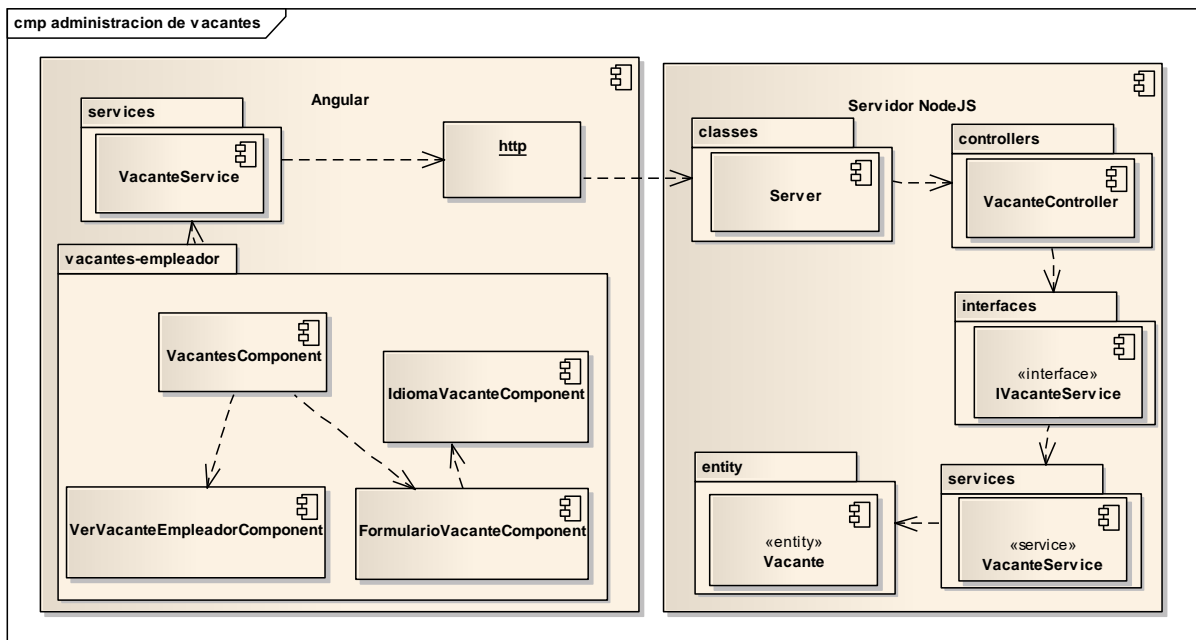 cmp administracion de vacantes
Angular
services
VacanteService
http
vacantes-empleador
VacantesComponent
IdiomaVacanteComponent
VerVacanteEmpleadorComponent
FormularioVacanteComponent
Servidor NodeJS
classes
Server
controllers
VacanteController
interfaces
«interface»
IVacanteService
entity
«entity»
Vacante
services
«service»
VacanteService